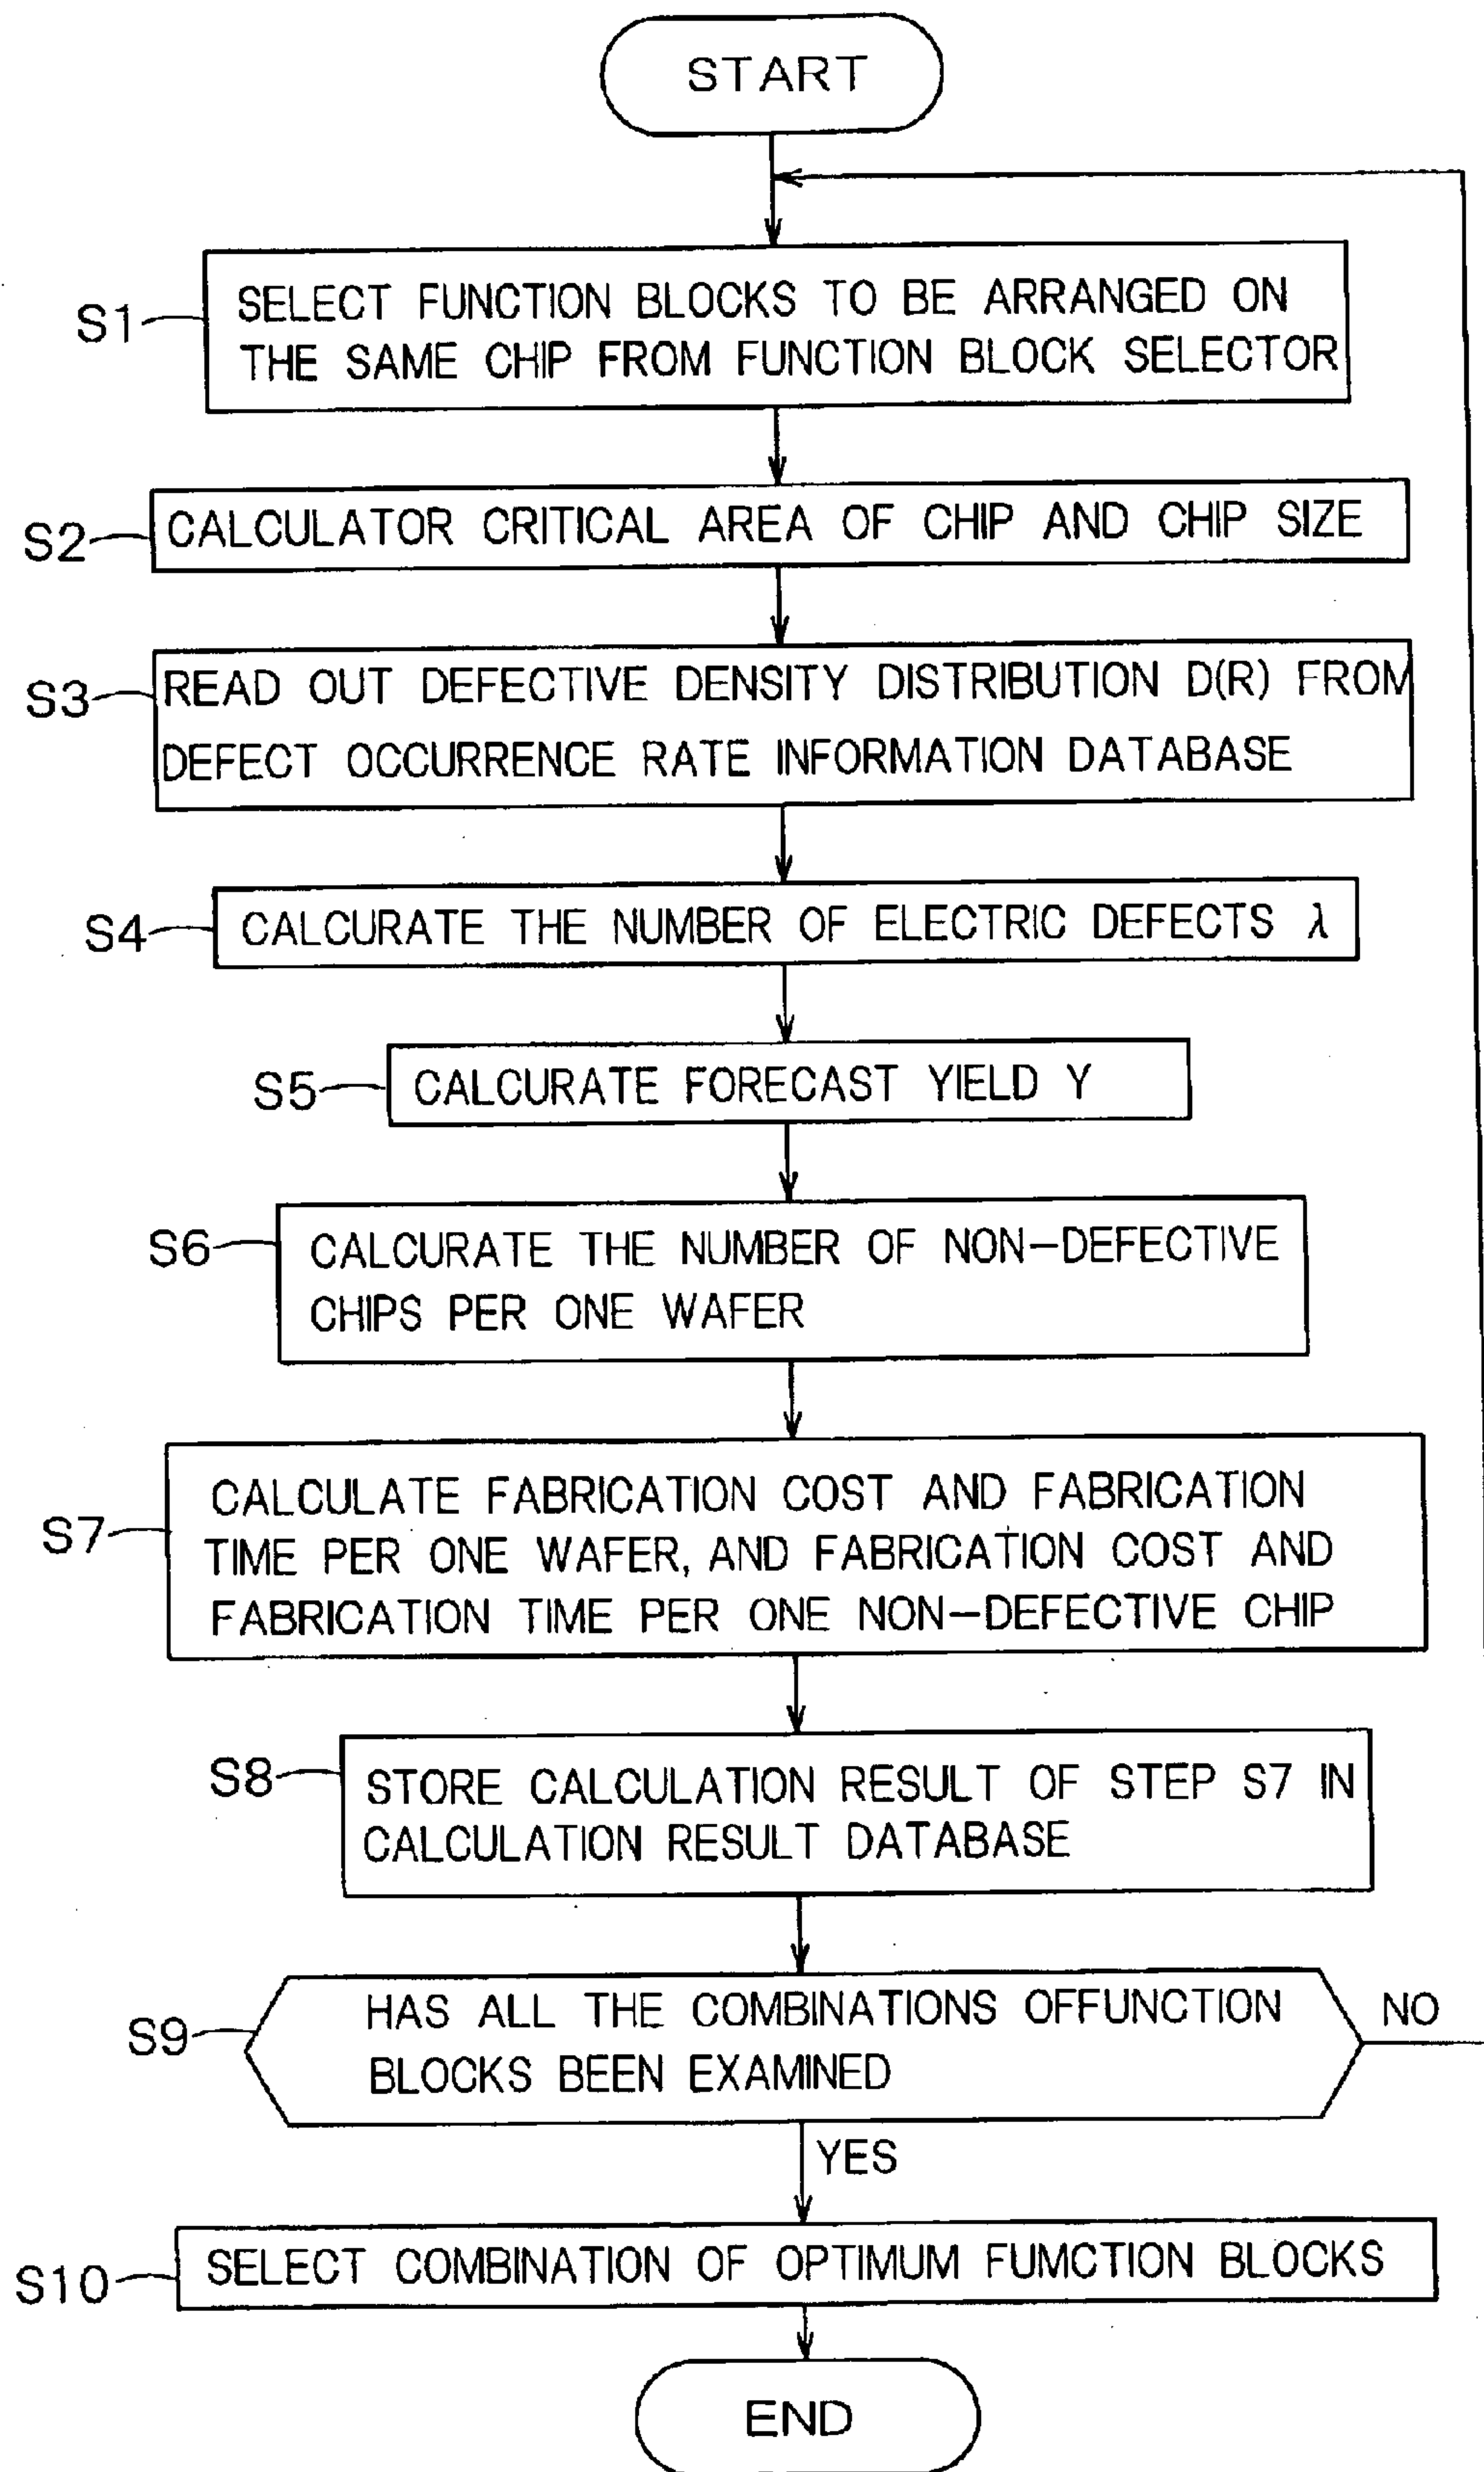 START
S1
SELECT FUNCTION BLOCKS TO BE ARRANGED ON
THE SAME CHIP FROM FUNCTION BLOCK SELECTOR
S2
CALCULATOR CRITICAL AREA OF CHIP AND CHIP SIZE
S3
READ OUT DEFECTIVE DENSITY DISTRIBUTION D(R) FROM
DEFECT OCCURRENCE RATE INFORMATION DATABASE
S4
CALCURATE THE NUMBER OF ELECTRIC DEFECTS λ
S5
CALCURATE FORECAST YIELD Y
S6
CALCURATE THE NUMBER OF NON-DEFECTIVE
CHIPS PER ONE WAFER
S7
CALCULATE FABRICATION COST AND FABRICATION
TIME PER ONE WAFER, AND FABRICATION COST AND
FABRICATION TIME PER ONE NON-DEFECTIVE CHIP
S8
STORE CALCULATION RESULT OF STEP S7 IN
CALCULATION RESULT DATABASE
S9
HAS ALL THE COMBINATIONS OFFUNCTION
BLOCKS BEEN EXAMINED
NO
YES
S10
SELECT COMBINATION OF OPTIMUM FUMCTION BLOCKS
END